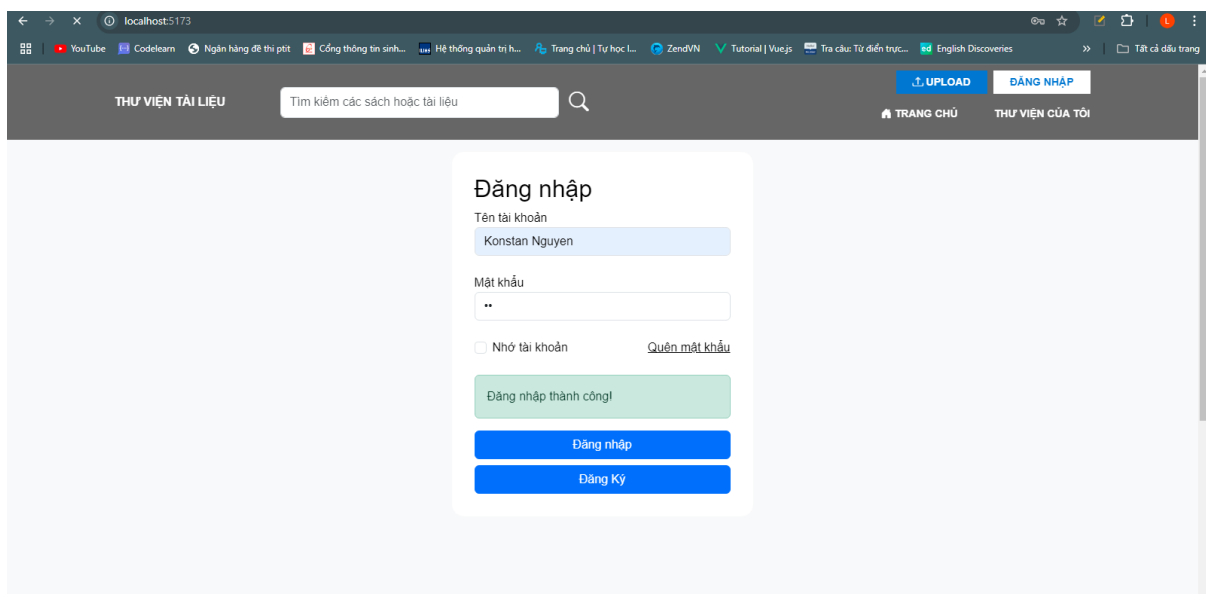 localhost:5173
YouTube Codelearn Ngân hàng đề thi ptit Cổng thông tin sinh... Hệ thống quản trị h... Trang chủ | Tự học l... ZendVN Tutorial | Vue.js Tra câu: Từ điển trực... ed English Discoveries » Tất cả dấu trang
UPLOAD ĐĂNG NHẬP
THƯ VIỆN TÀI LIỆU Tìm kiếm các sách hoặc tài liệu
TRANG CHỦ THƯ VIỆN CỦA TÔI
Đăng nhập
Tên tài khoản
Konstan Nguyen
Mật khẩu
••
Nhớ tài khoản Quên mật khẩu
Đăng nhập thành công!
Đăng nhập
Đăng Ký